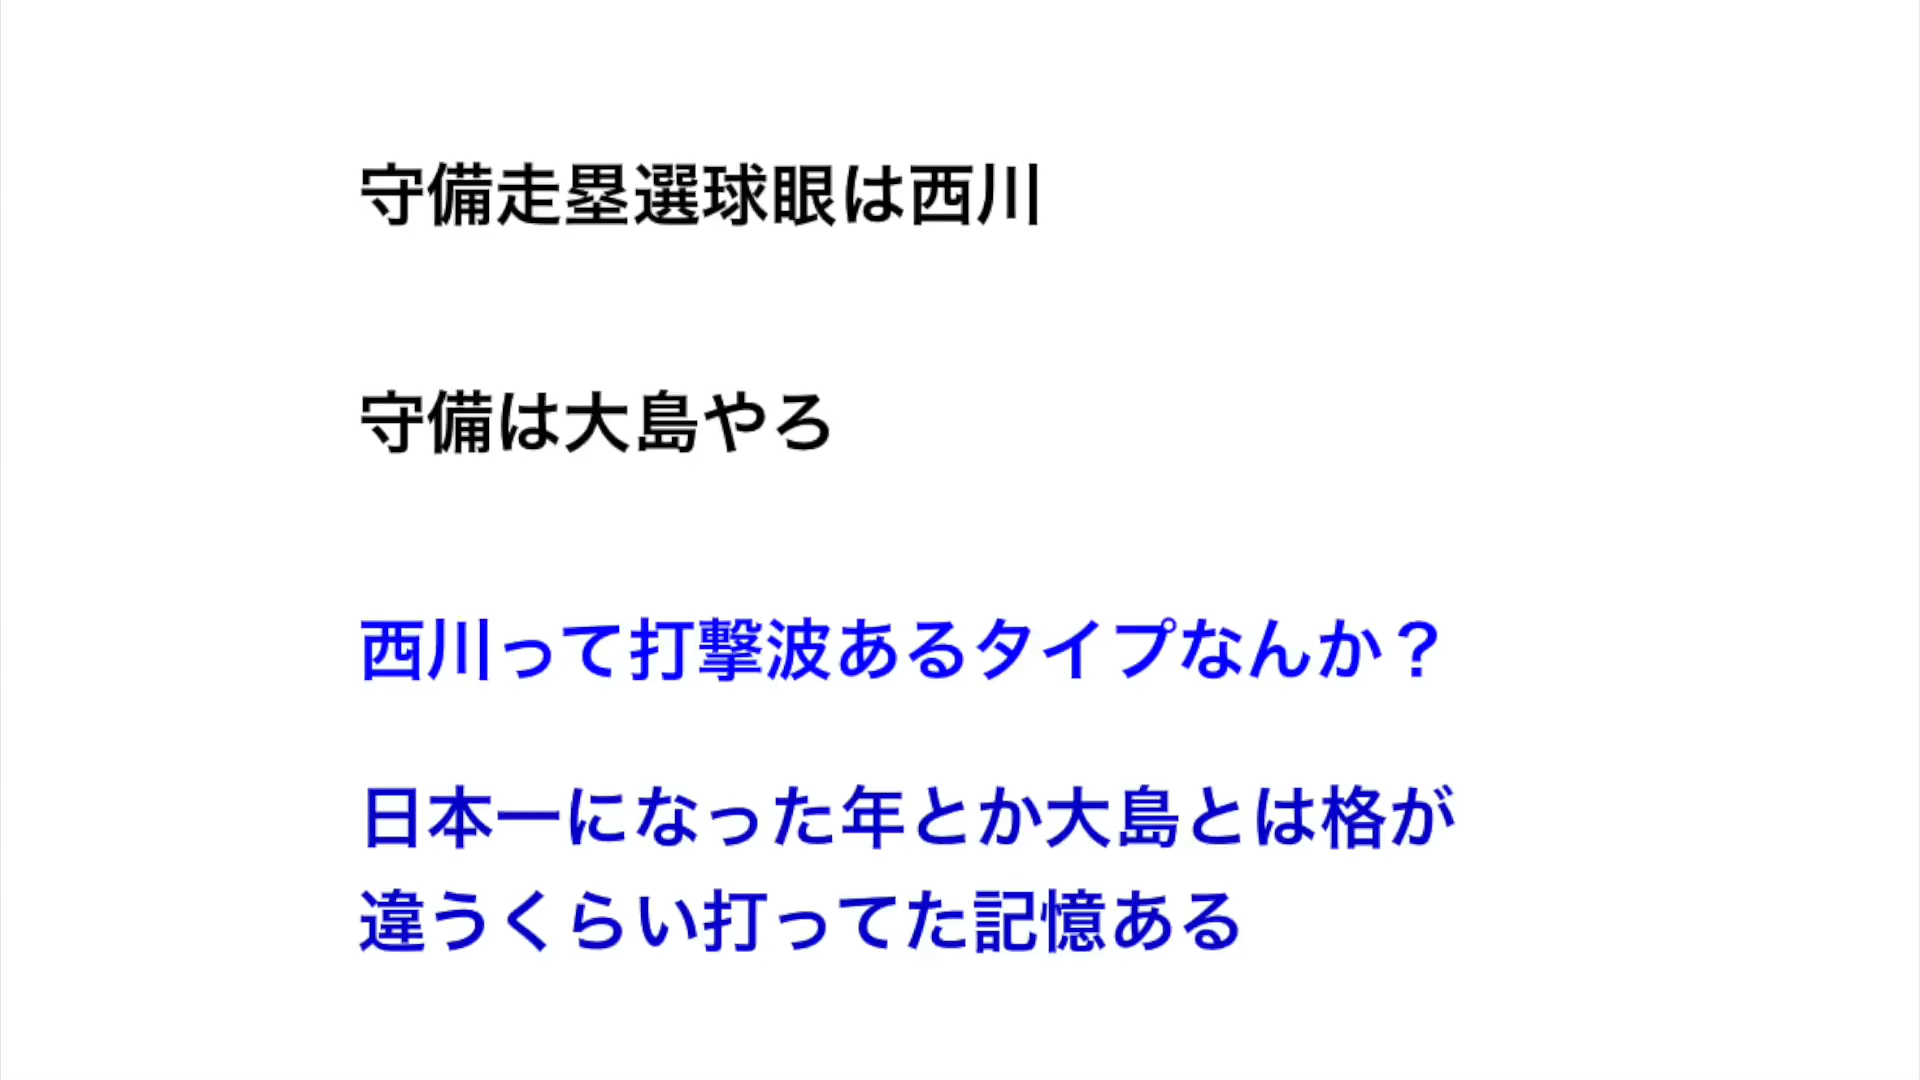 守備走塁選球眼は西川
守備は大島やろ
西川って打撃波あるタイプなんか？
日本一になった年とか大島とは格が
違うくらい打ってた記憶ある